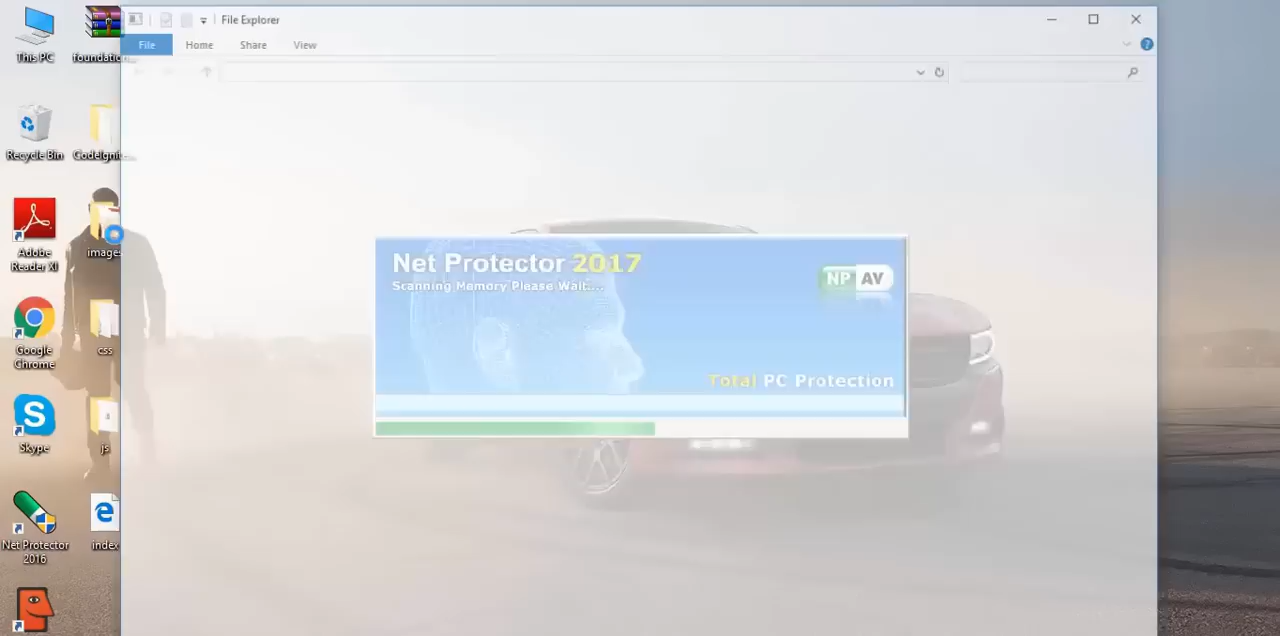 File Explorer
File Home Share View
This PC
foundation...
Recycle Bin
CodeIgnit...
Adobe
Reader XI
images
Google
Chrome
css
Skype
js
Net Protector
2016
index
Net Protector 2017
Scanning Memory Please Wait....
NP AV
Total PC Protection